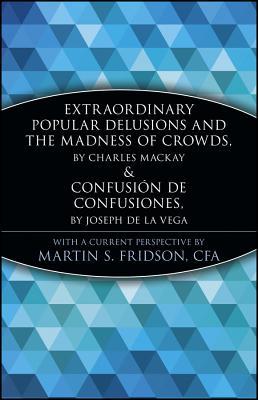 EXTRAORDINARY
POPULAR DELUSIONS AND
THE MADNESS OF CROWDS,
BY CHARLES MACKAY
&
CONFUSIÓN DE
CONFUSIONES,
BY JOSEPH DE LA VEGA
WITH A CURRENT PERSPECTIVE BY
MARTIN S. FRIDSON, CFA